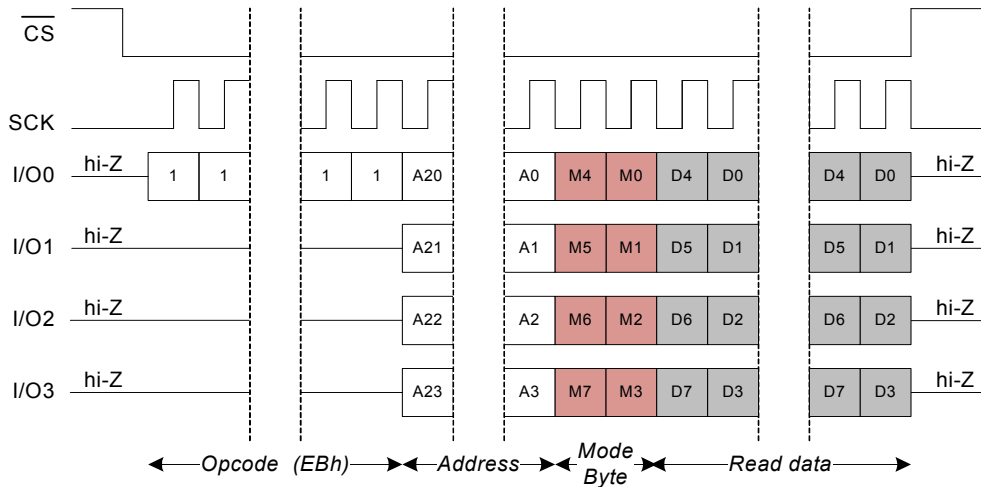 CS
SCK
I/O0 hi-Z 1 1 1 1 A20 A0 M4 M0 D4 D0 D4 D0 hi-Z
I/O1 hi-Z A21 A1 M5 M1 D5 D1 D5 D1 hi-Z
I/O2 hi-Z A22 A2 M6 M2 D6 D2 D6 D2 hi-Z
I/O3 hi-Z A23 A3 M7 M3 D7 D3 D7 D3 hi-Z
Opcode (EBh) Address Mode Byte Read data